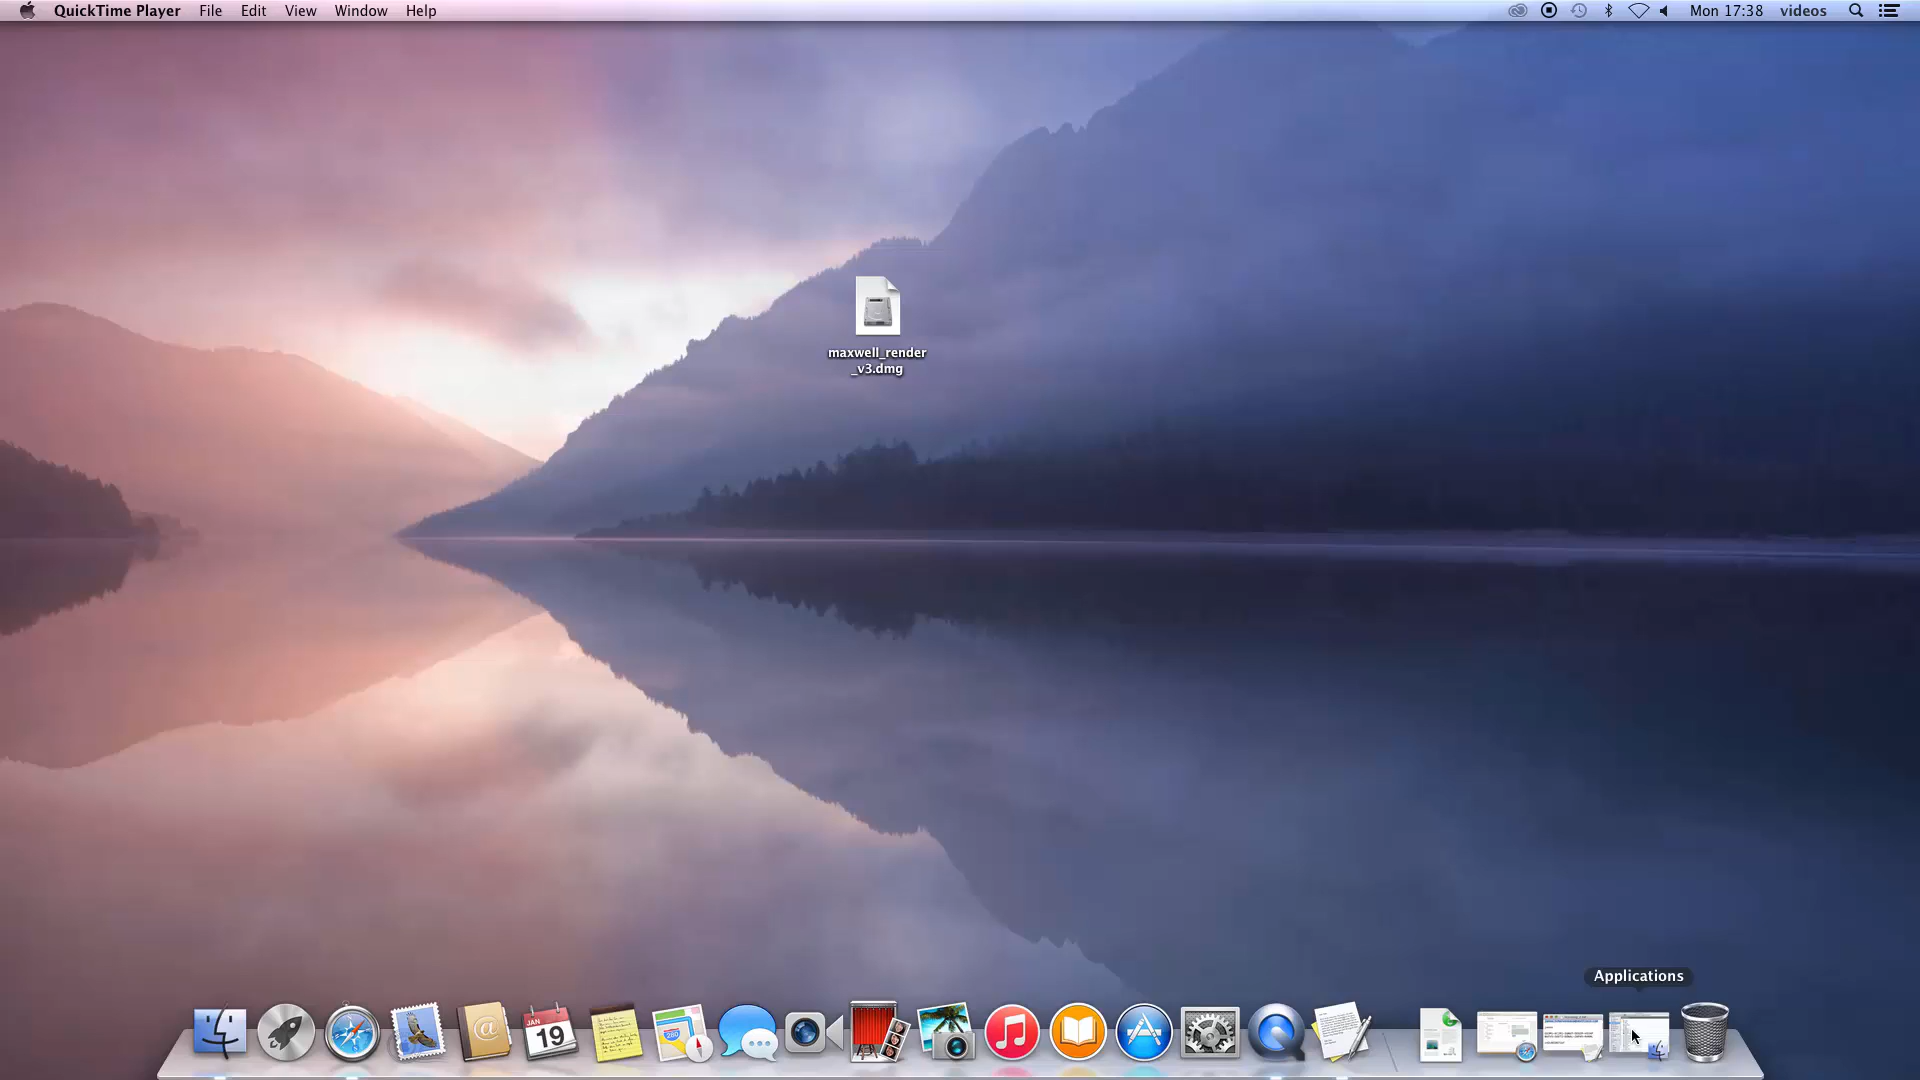 QuickTime Player File Edit View Window Help Mon 17:38 videos
maxwell_render
_v3.dmg
Applications
JAN
19